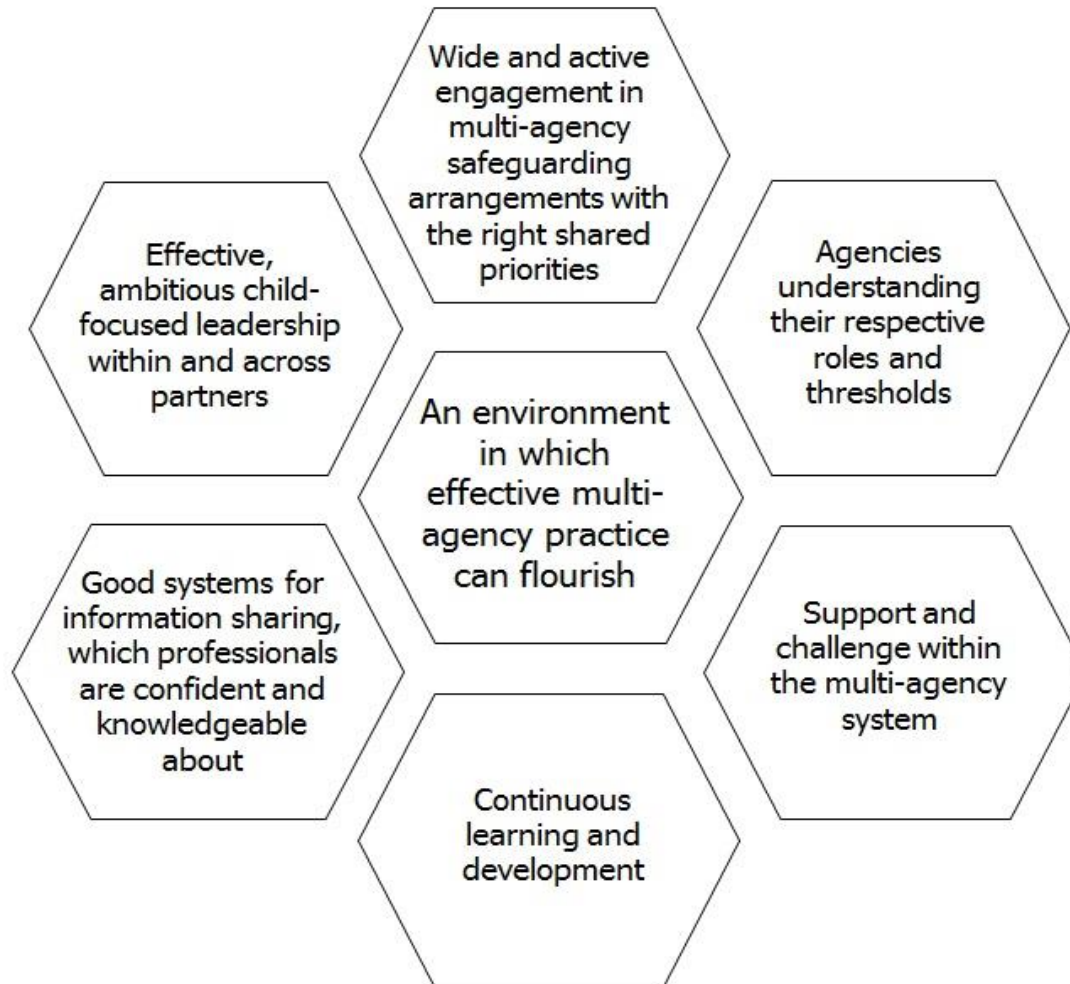 Wide and active
engagement in
multi-agency
safeguarding
arrangements with
the right shared
priorities
Effective,
ambitious child-
focused leadership
within and across
partners
Agencies
understanding
their respective
roles and
thresholds
An environment
in which
effective multi-
agency practice
can flourish
Good systems for
information sharing,
which professionals
are confident and
knowledgeable
about
Support and
challenge within
the multi-agency
system
Continuous
learning and
development